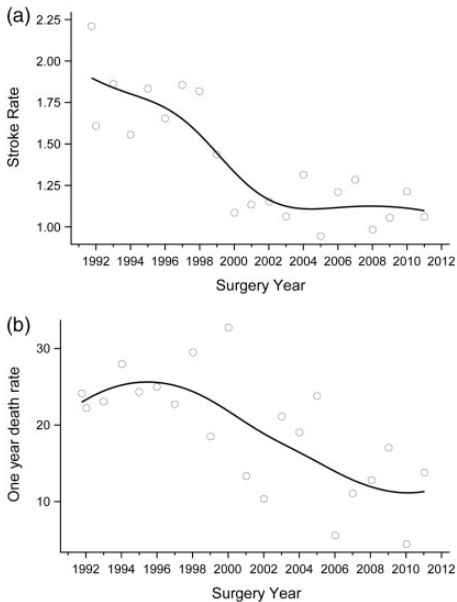 (a)
Stroke Rate
2.25
2.00
1.75
1.50
1.25
1.00
1992 1994 1996 1998 2000 2002 2004 2006 2008 2010 2012
Surgery Year
(b)
One year death rate
30
20
10
1992 1994 1996 1998 2000 2002 2004 2006 2008 2010 2012
Surgery Year